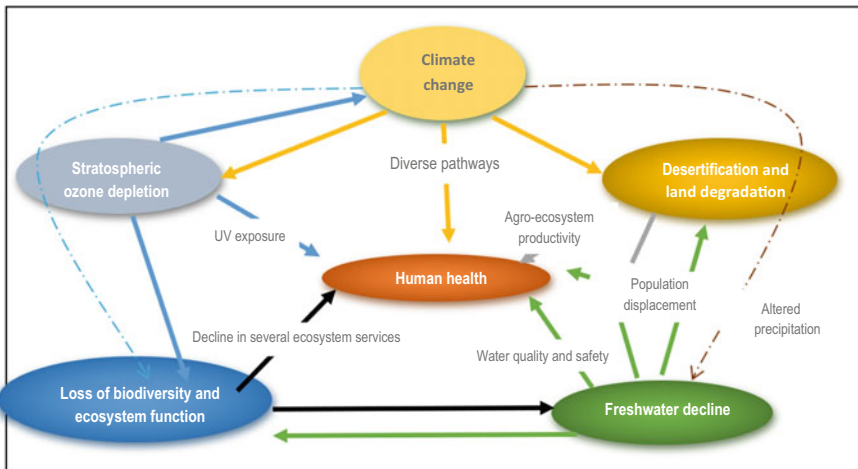 Climate
change
Stratospheric
ozone depletion
Diverse pathways
Desertification and
land degradation
UV exposure
Agro-ecosystem
productivity
Human health
Population
displacement
Altered
precipitation
Decline in several ecosystem services
Water quality and safety
Loss of biodiversity and
ecosystem function
Freshwater decline